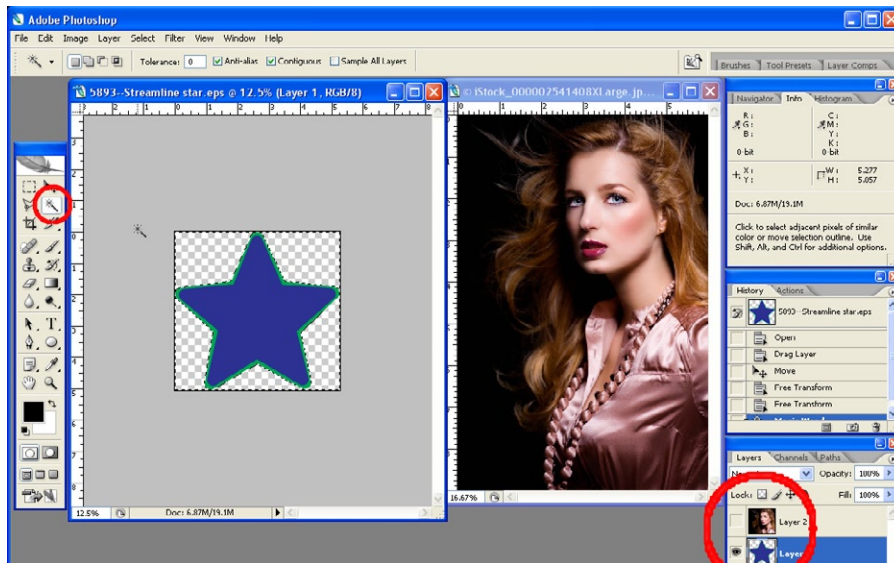 Adobe Photoshop
File Edit Image Layer Select Filter View Window Help
Tolerance: 0 Anti-alias Contiguous Sample All Layers
Brushes Tool Presets Layer Comps
5893--Streamline star.eps @ 12.5% (Layer 1, RGB/8)
© iStock_000002541408XLarge.jp...
Navigator Info Histogram
R: C:
G: M:
B: Y:
K:
8-bit 8-bit
X: W: 5.277
Y: H: 5.057
Doc: 6.87M/19.1M
Click to select adjacent pixels of similar
color or move selection outline. Use
Shift, Alt, and Ctrl for additional options.
History Actions
5893--Streamline star.eps
Open
Drag Layer
Move
Free Transform
Free Transform
Layers Channels Paths
Opacity: 100%
Lock: Fill: 100%
Layer 2
Layer
12.5% Doc: 6.87M/19.1M
16.67%